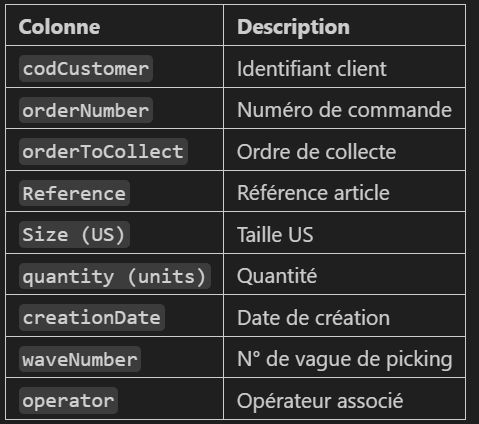 Colonne Description
codCustomer Identifiant client
orderNumber Numéro de commande
orderToCollect Ordre de collecte
Reference Référence article
Size (US) Taille US
quantity (units) Quantité
creationDate Date de création
waveNumber N° de vague de picking
operator Opérateur associé